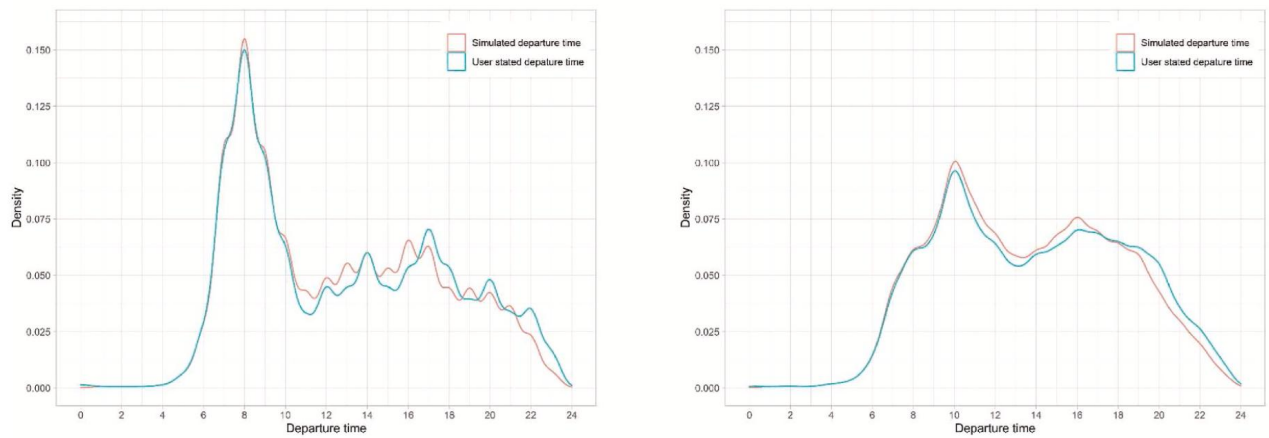 Simulated departure time
User stated depature time
0.150
0.125
0.100
0.075
0.050
0.025
0.000
Density
0 2 4 6 8 10 12 14 16 18 20 22 24
Departure time
Simulated departure time
User stated depature time
0.150
0.125
0.100
0.075
0.050
0.025
0.000
Density
0 2 4 6 8 10 12 14 16 18 20 22 24
Departure time